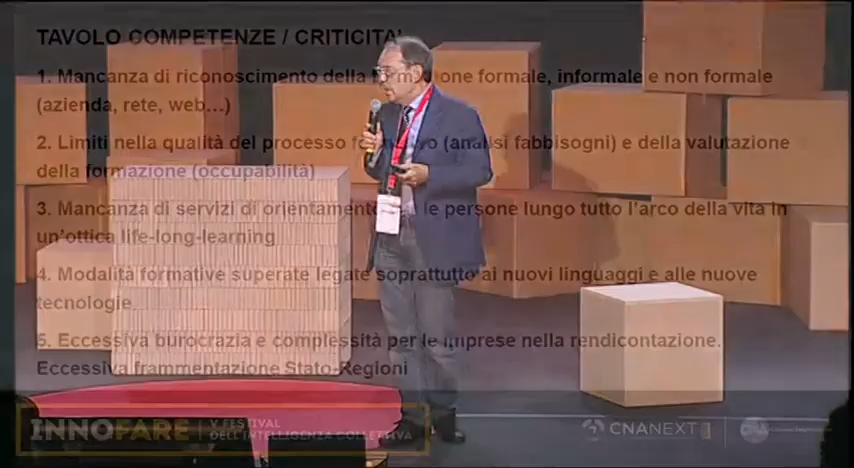 TAVOLO COMPETENZE / CRITICITA'
1. Mancanza di riconoscimento della formazione formale, informale e non formale
(azienda, rete, web...)
2. Limiti nella qualità del processo formativo (analisi fabbisogni) e della valutazione
della formazione (occupabilità)
3. Mancanza di servizi di orientamento le persone lungo tutto l'arco della vita in
un'ottica life-long-learning
4. Modalità formative superate legate soprattutto ai nuovi linguaggi e alle nuove
tecnologie
5. Eccessiva burocrazia e complessità per le imprese nella rendicontazione.
Eccessiva frammentazione Stato-Regioni
INNOFARE
V FESTIVAL
DELL'INTELLIGENZA COLLETTIVA
CNANEXT
CNA